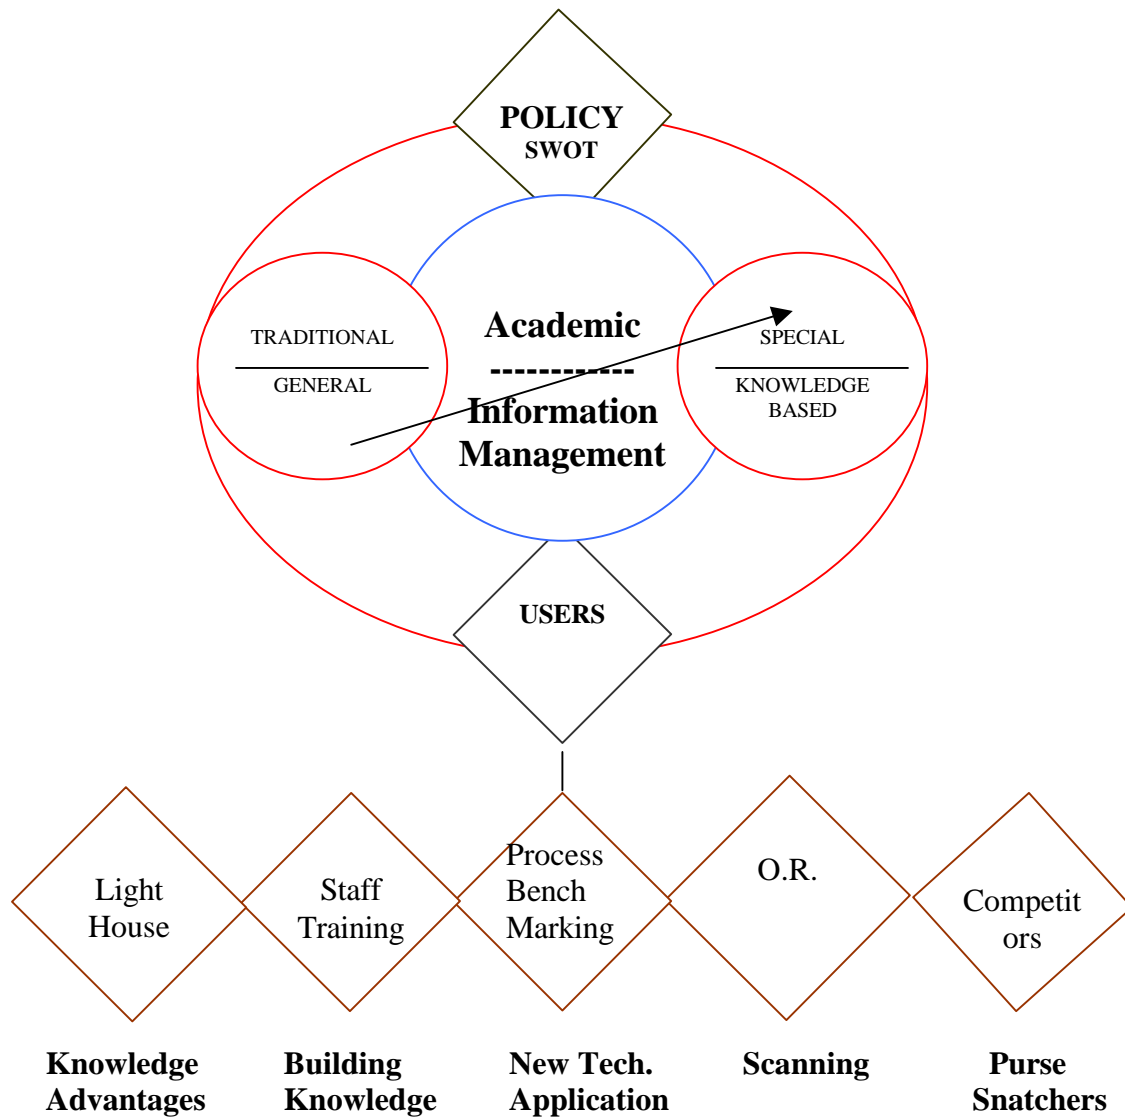 POLICY
SWOT
Academic
TRADITIONAL
SPECIAL
------------
GENERAL
KNOWLEDGE
BASED
Information
Management
USERS
Light
House
Staff
Training
Process
Bench
Marking
O.R.
Competit
ors
Knowledge
Advantages
Building
Knowledge
New Tech.
Application
Scanning
Purse
Snatchers